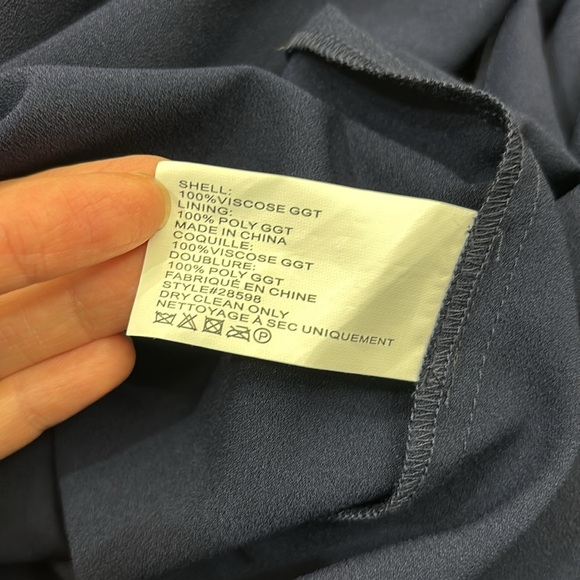 SHELL:
100%VISCOSE GGT
LINING:
100% POLY GGT
MADE IN CHINA
COQUILLE:
100%VISCOSE GGT
DOUBLURE:
100% POLY GGT
FABRIQUÉ EN CHINE
STYLE#28598
DRY CLEAN ONLY
NETTOYAGE À SEC UNIQUEMENT
P